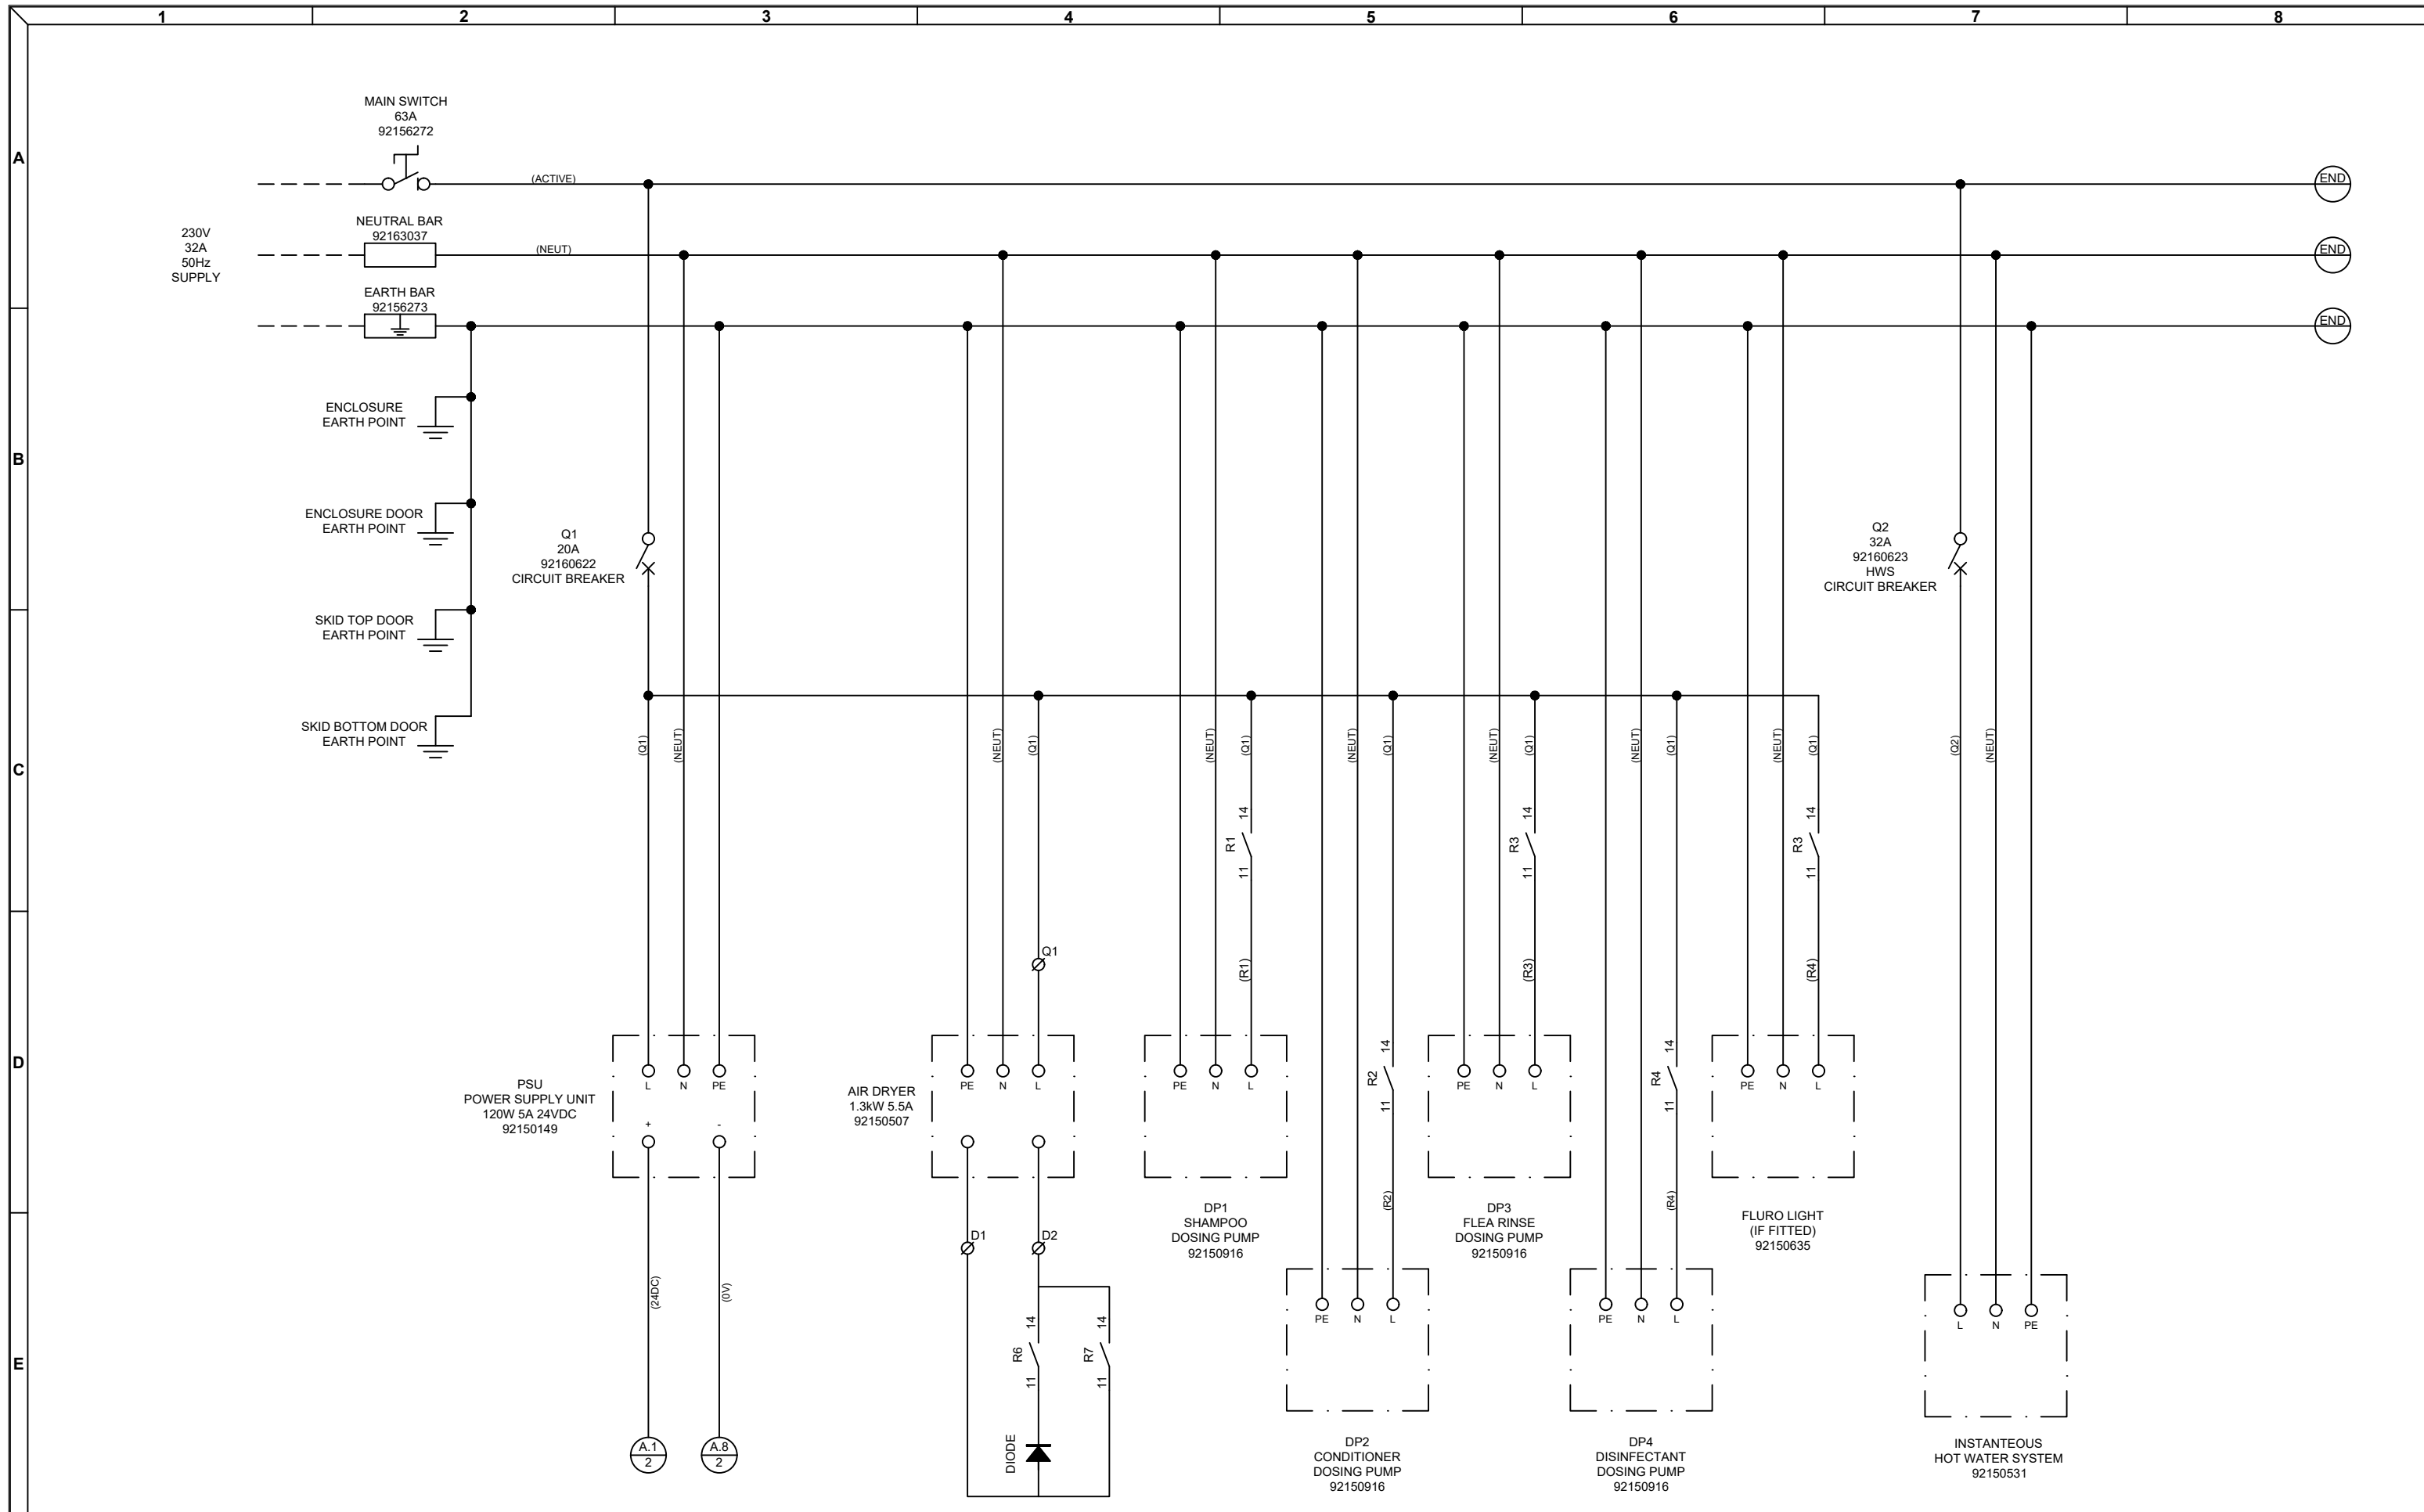 1
2
3
4
5
6
7
8
A
B
C
D
E
MAIN SWITCH
63A
92156272
(ACTIVE)
END
230V
32A
50Hz
SUPPLY
NEUTRAL BAR
92163037
(NEUT)
END
EARTH BAR
92156273
END
ENCLOSURE
EARTH POINT
ENCLOSURE DOOR
EARTH POINT
SKID TOP DOOR
EARTH POINT
SKID BOTTOM DOOR
EARTH POINT
Q1
20A
92160622
CIRCUIT BREAKER
Q2
32A
92160623
HWS
CIRCUIT BREAKER
(Q1)
(NEUT)
(NEUT)
(Q1)
(NEUT)
(Q1)
(NEUT)
(Q1)
(NEUT)
(Q1)
(NEUT)
(Q1)
(NEUT)
(Q1)
(Q2)
(NEUT)
R1
14
11
(R1)
R3
14
11
(R3)
R3
14
11
(R4)
Q1
PSU
POWER SUPPLY UNIT
120W 5A 24VDC
92150149
L
N
PE
+
-
AIR DRYER
1.3kW 5.5A
92150507
PE
N
L
PE
N
L
R2
14
11
(R2)
PE
N
L
R4
14
11
(R4)
PE
N
L
DP1
SHAMPOO
DOSING PUMP
92150916
DP3
FLEA RINSE
DOSING PUMP
92150916
FLURO LIGHT
(IF FITTED)
92150635
D1
D2
(24DC)
(0V)
R6
14
11
R7
14
11
DIODE
A.1
2
A.8
2
PE
N
L
PE
N
L
L
N
PE
DP2
CONDITIONER
DOSING PUMP
92150916
DP4
DISINFECTANT
DOSING PUMP
92150916
INSTANTEOUS
HOT WATER SYSTEM
92150531